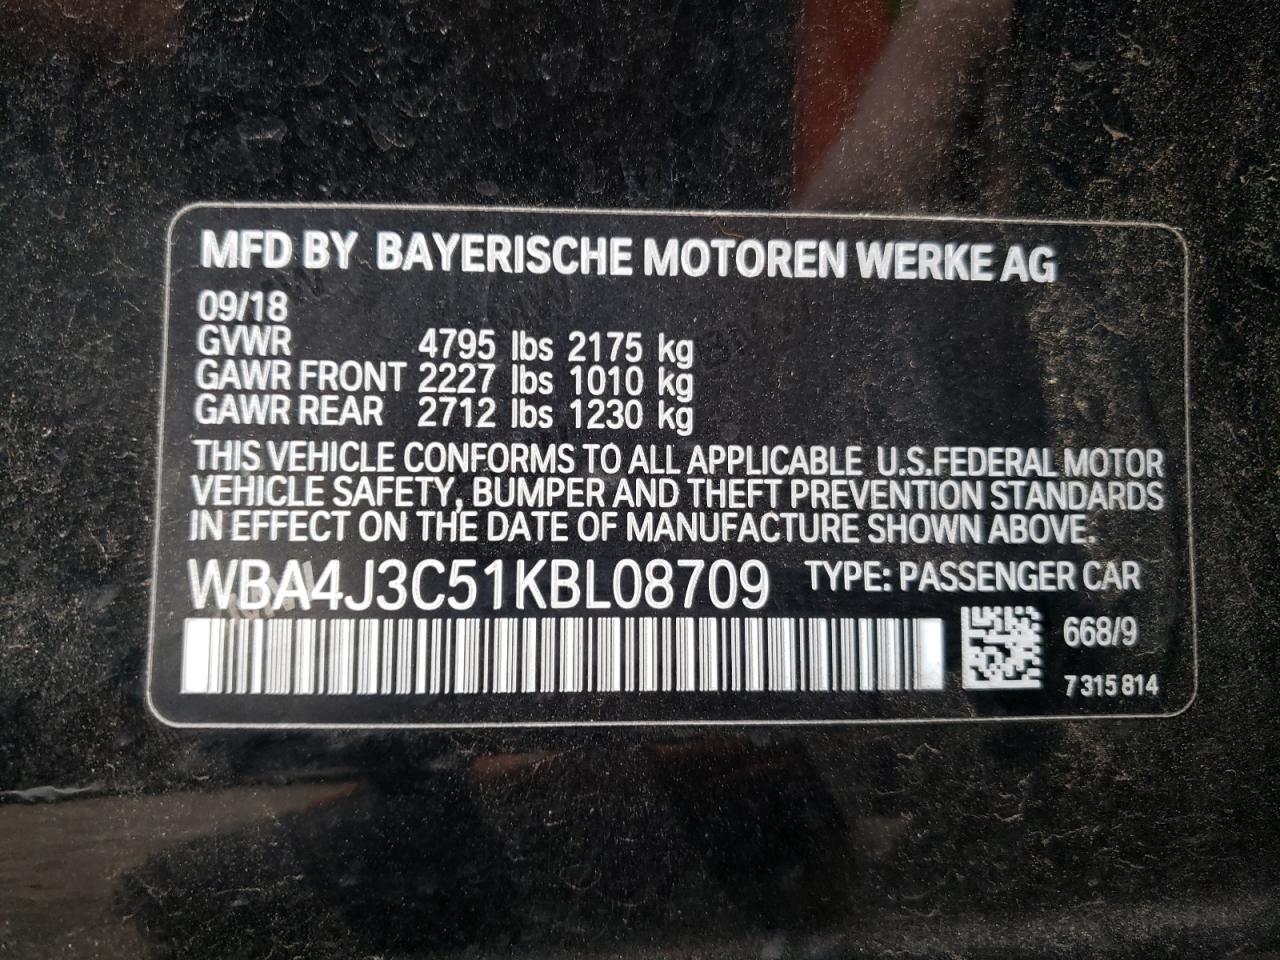 MFD BY BAYERISCHE MOTOREN WERKE AG
09/18
GVWR 4795 lbs 2175 kg
GAWR FRONT 2227 lbs 1010 kg
GAWR REAR 2712 lbs 1230 kg
THIS VEHICLE CONFORMS TO ALL APPLICABLE U.S.FEDERAL MOTOR
VEHICLE SAFETY, BUMPER AND THEFT PREVENTION STANDARDS
IN EFFECT ON THE DATE OF MANUFACTURE SHOWN ABOVE.
WBA4J3C51KBL08709 TYPE: PASSENGER CAR
668/9
7 315 814